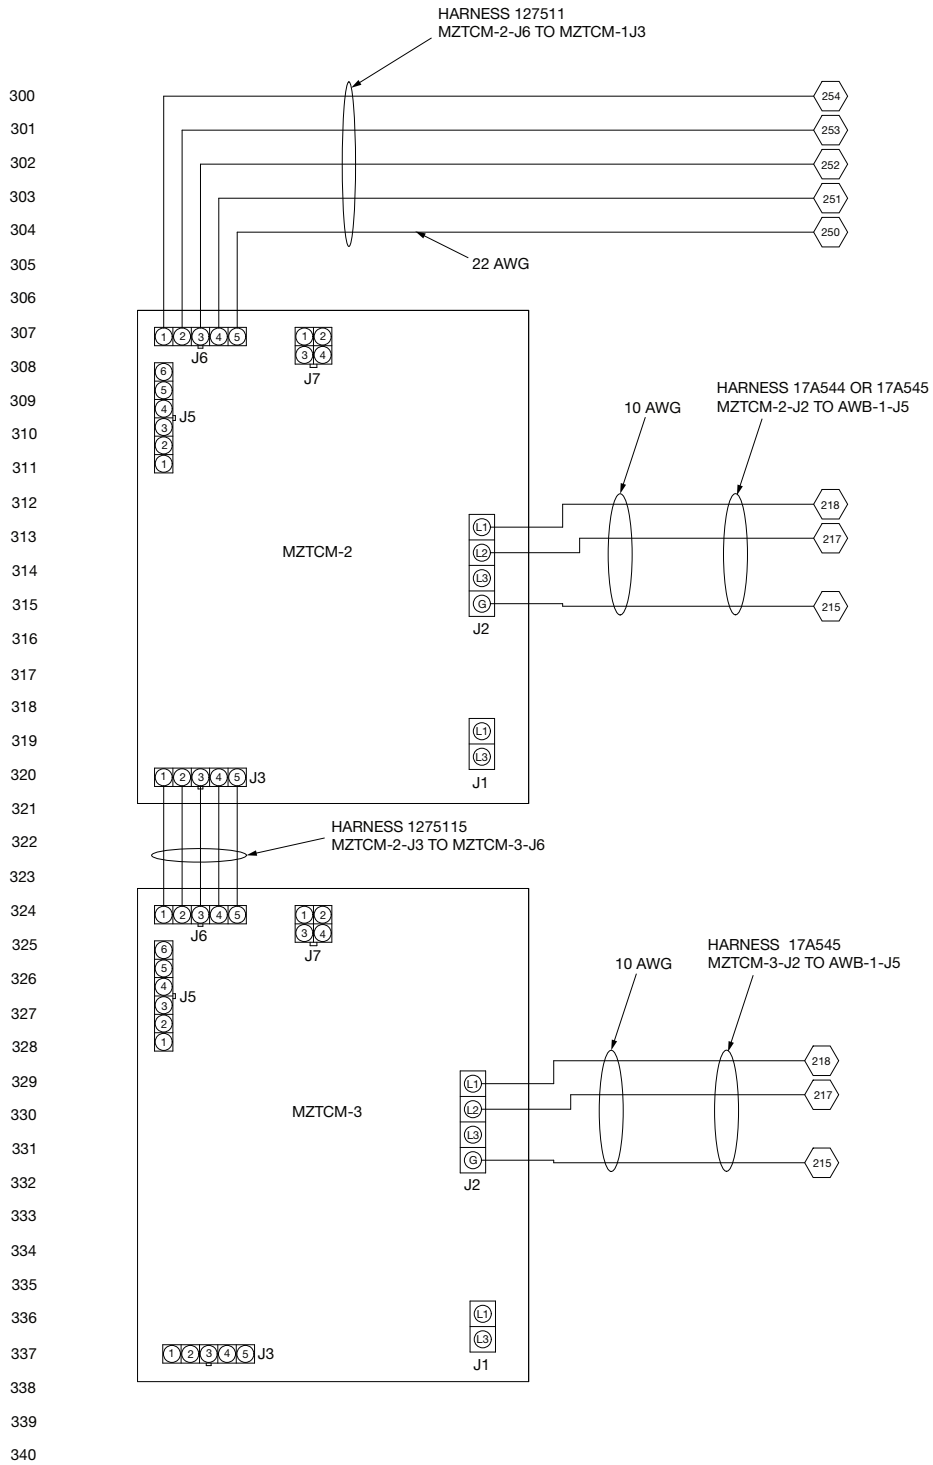 HARNESS 127511
MZTCM-2-J6 TO MZTCM-1J3
300
254
301
253
302
252
303
251
304
250
305
22 AWG
306
307
1 2 3 4 5
1 2
J6
3 4
J7
308
6
5
309
4
J5
3
310
2
311
1
10 AWG
HARNESS 17A544 OR 17A545
MZTCM-2-J2 TO AWB-1-J5
312
218
313
L1
217
MZTCM-2
L2
314
L3
315
G
215
J2
316
317
318
319
L1
L3
J1
320
1 2 3 4 5 J3
321
322
HARNESS 1275115
MZTCM-2-J3 TO MZTCM-3-J6
323
324
1 2 3 4 5
1 2
J6
3 4
J7
325
6
5
326
4
J5
3
327
2
328
1
10 AWG
HARNESS 17A545
MZTCM-3-J2 TO AWB-1-J5
218
329
L1
217
330
MZTCM-3
L2
331
L3
G
215
332
J2
333
334
335
336
L1
L3
J1
337
1 2 3 4 5 J3
338
339
340